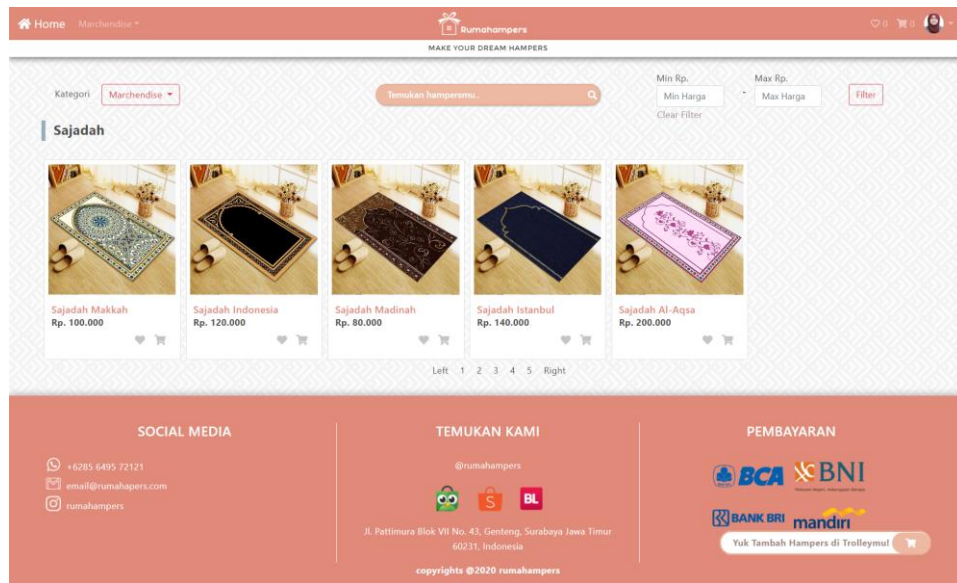 Home Marchendise
Rumahampers
0 0
MAKE YOUR DREAM HAMPERS
Kategori Marchendise
Temukan hampersmu..
Min Rp. Max Rp.
Min Harga - Max Harga Filter
Clear Filter
Sajadah
Sajadah Makkah
Rp. 100.000
Sajadah Indonesia
Rp. 120.000
Sajadah Madinah
Rp. 80.000
Sajadah Istanbul
Rp. 140.000
Sajadah Al-Aqsa
Rp. 200.000
Left 1 2 3 4 5 Right
SOCIAL MEDIA
+6285 6495 72121
email@rumahapers.com
rumahampers
TEMUKAN KAMI
@rumahampers
S BL
Jl. Pattimura Blok VII No. 43, Genteng, Surabaya Jawa Timur
60231, Indonesia
copyrights @2020 rumahampers
PEMBAYARAN
BCA BNI
BANK BRI mandiri
Yuk Tambah Hampers di Trolleymu!